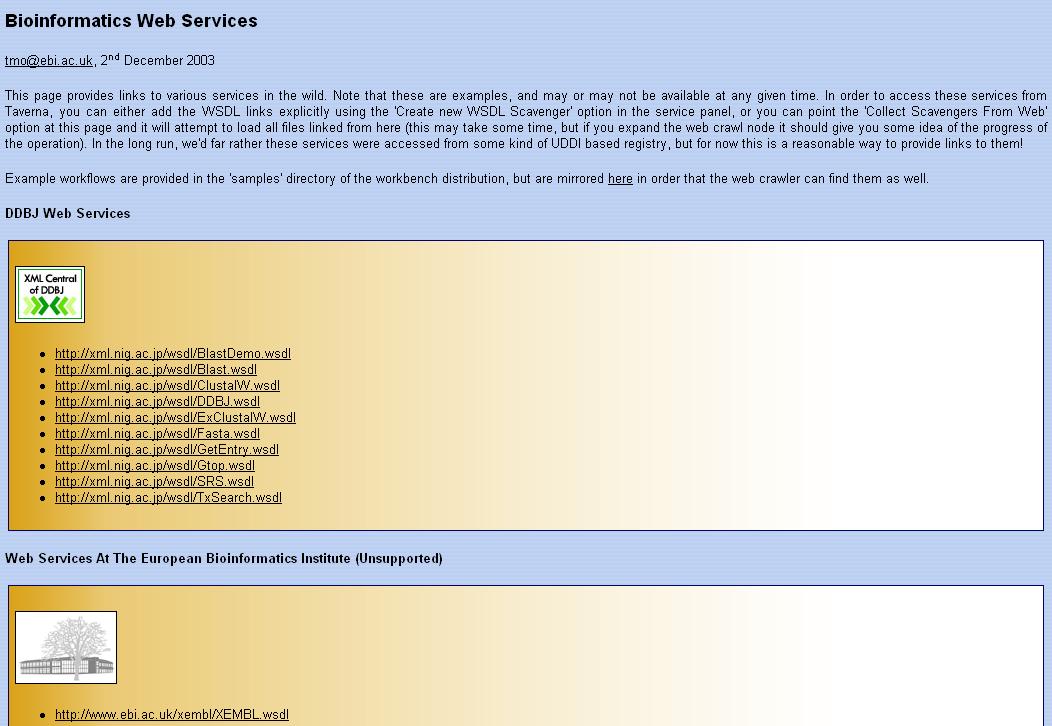 Bioinformatics Web Services
tmo@ebi.ac.uk, 2nd December 2003
This page provides links to various services in the wild. Note that these are examples, and may or may not be available at any given time. In order to access these services from
Taverna, you can either add the WSDL links explicitly using the 'Create new WSDL Scavenger' option in the service panel, or you can point the 'Collect Scavengers From Web'
option at this page and it will attempt to load all files linked from here (this may take some time, but if you expand the web crawl node it should give you some idea of the progress of
the operation). In the long run, we'd far rather these services were accessed from some kind of UDDI based registry, but for now this is a reasonable way to provide links to them!
Example workflows are provided in the 'samples' directory of the workbench distribution, but are mirrored here in order that the web crawler can find them as well.
DDBJ Web Services
XML Central
of DDBJ
http://xml.nig.ac.jp/wsdl/BlastDemo.wsdl
http://xml.nig.ac.jp/wsdl/Blast.wsdl
http://xml.nig.ac.jp/wsdl/ClustalW.wsdl
http://xml.nig.ac.jp/wsdl/DDBJ.wsdl
http://xml.nig.ac.jp/wsdl/ExClustalW.wsdl
http://xml.nig.ac.jp/wsdl/Fasta.wsdl
http://xml.nig.ac.jp/wsdl/GetEntry.wsdl
http://xml.nig.ac.jp/wsdl/Gtop.wsdl
http://xml.nig.ac.jp/wsdl/SRS.wsdl
http://xml.nig.ac.jp/wsdl/TxSearch.wsdl
Web Services At The European Bioinformatics Institute (Unsupported)
http://www.ebi.ac.uk/xembl/XEMBL.wsdl